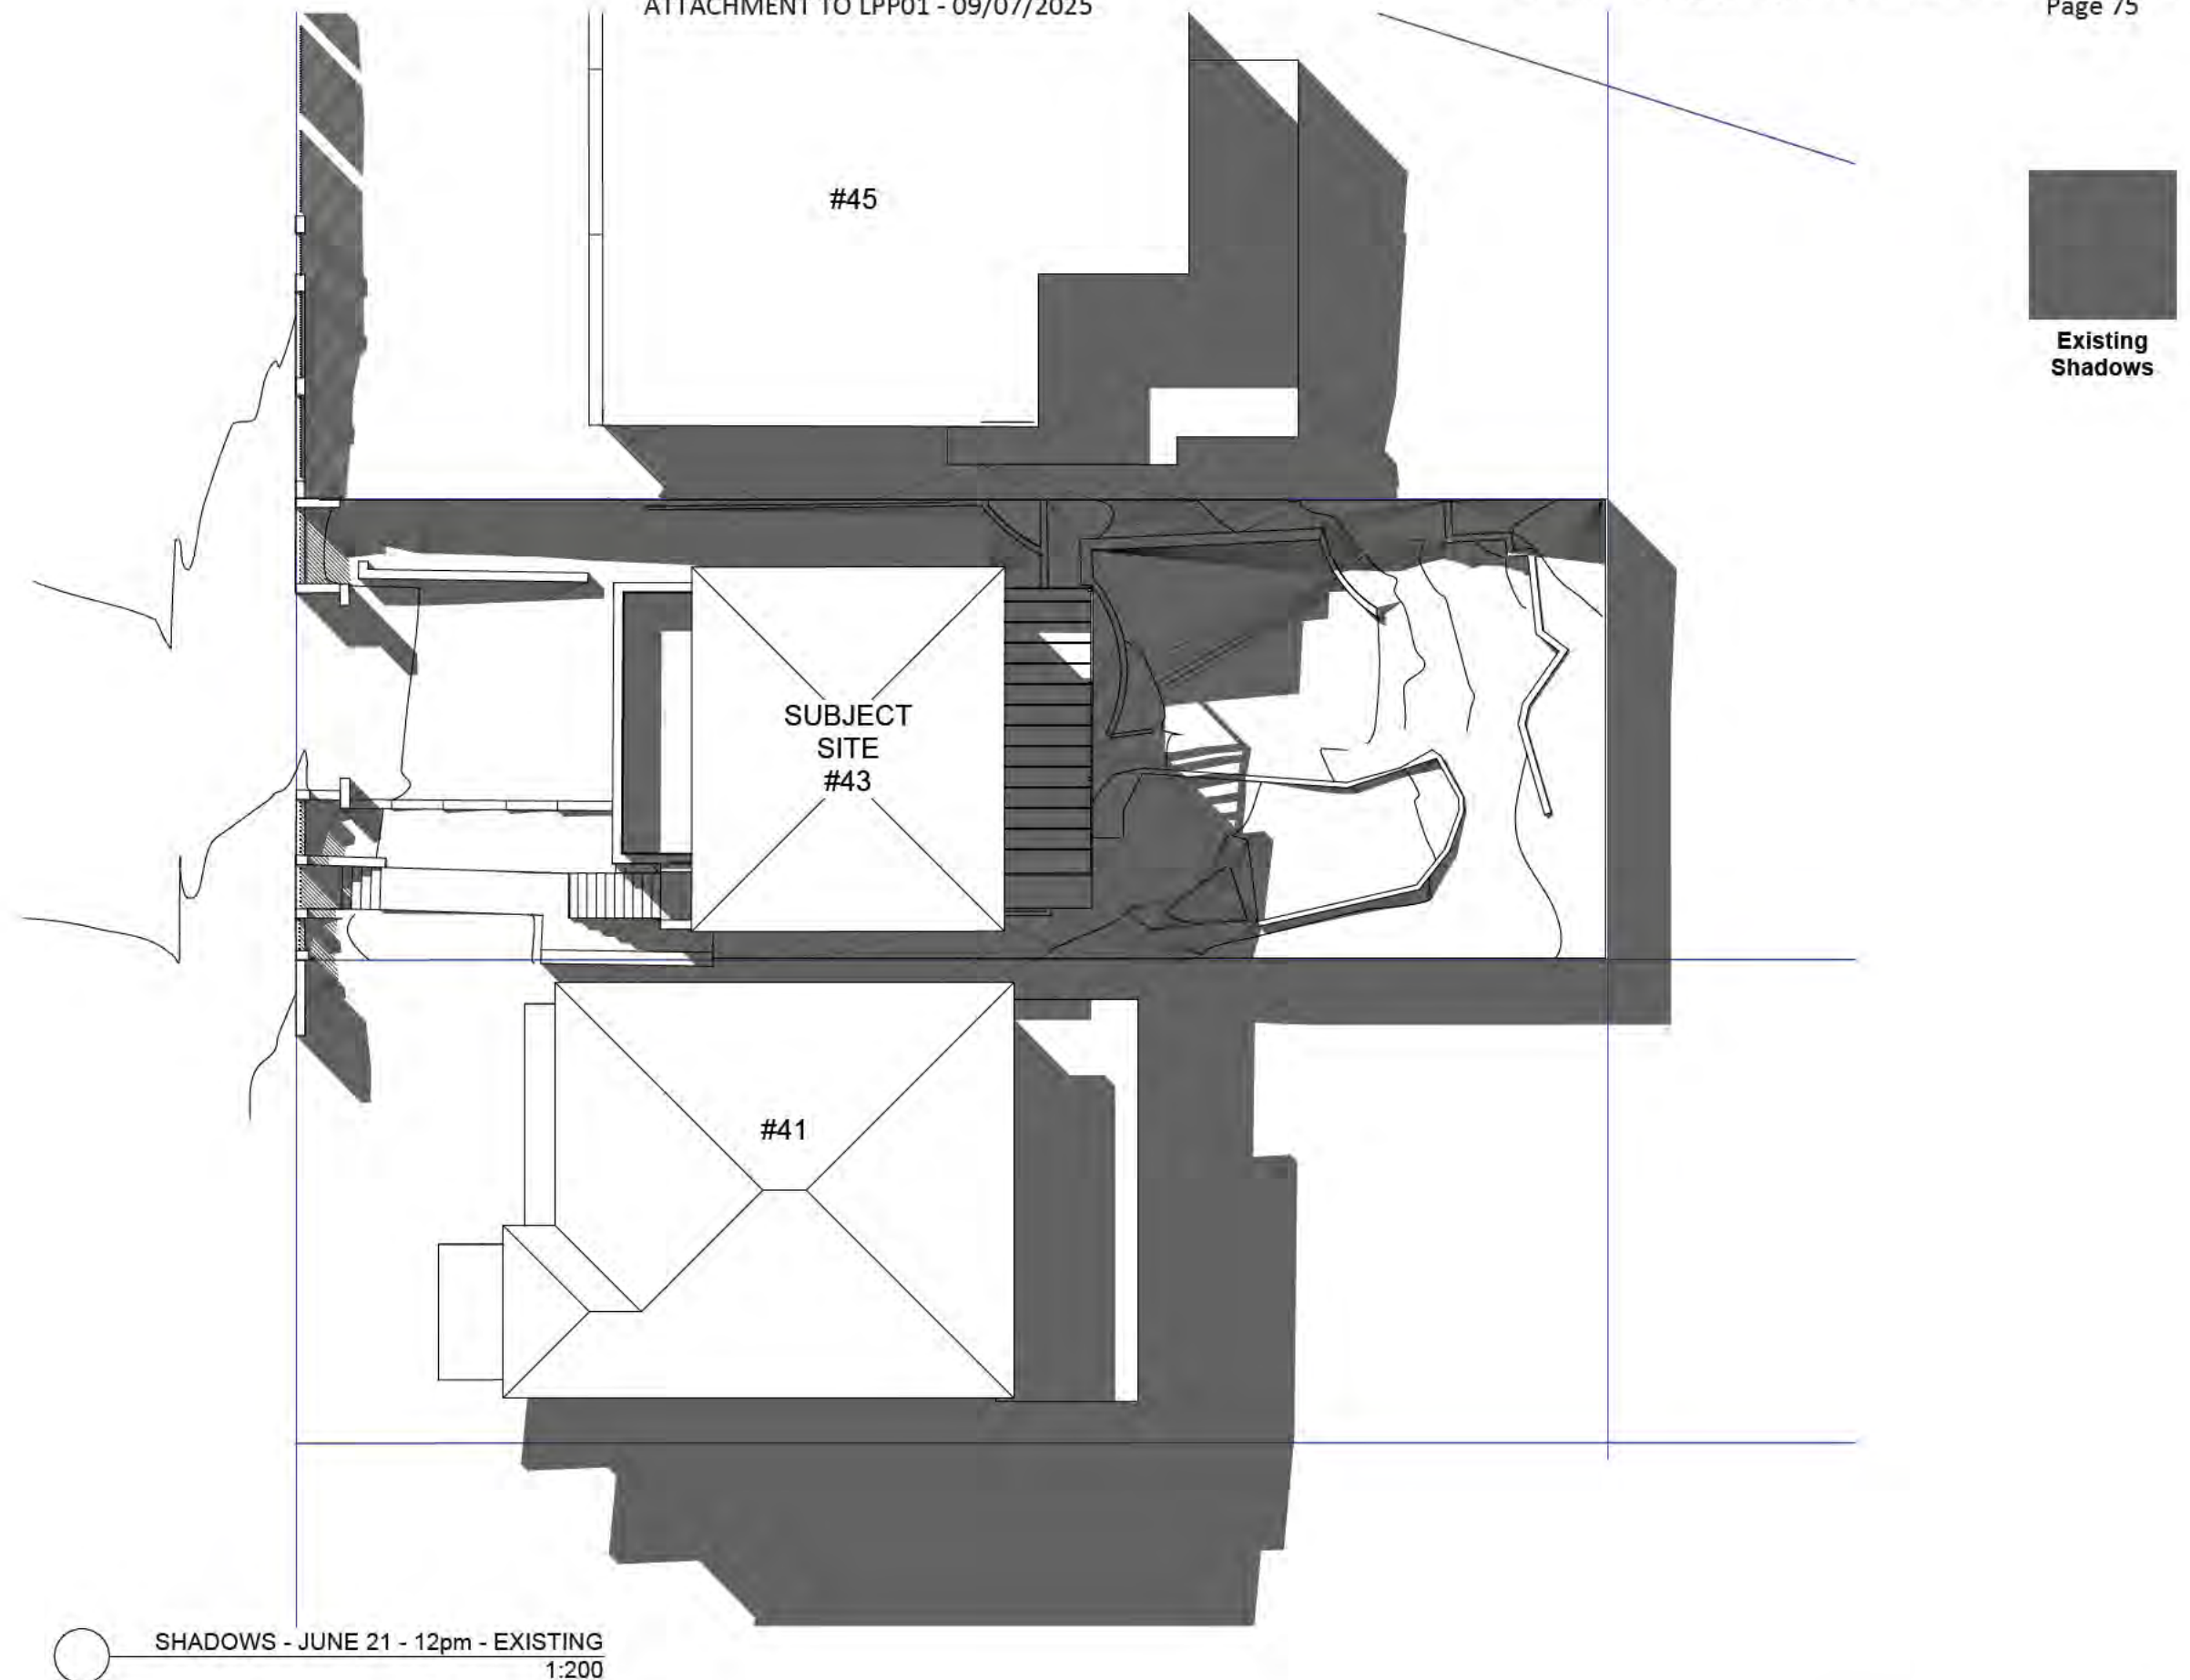 ATTACHMENT TO LPP01 - 09/07/2025
Page 75
#45
Existing
Shadows
SUBJECT
SITE
#43
#41
SHADOWS - JUNE 21 - 12pm - EXISTING
1:200